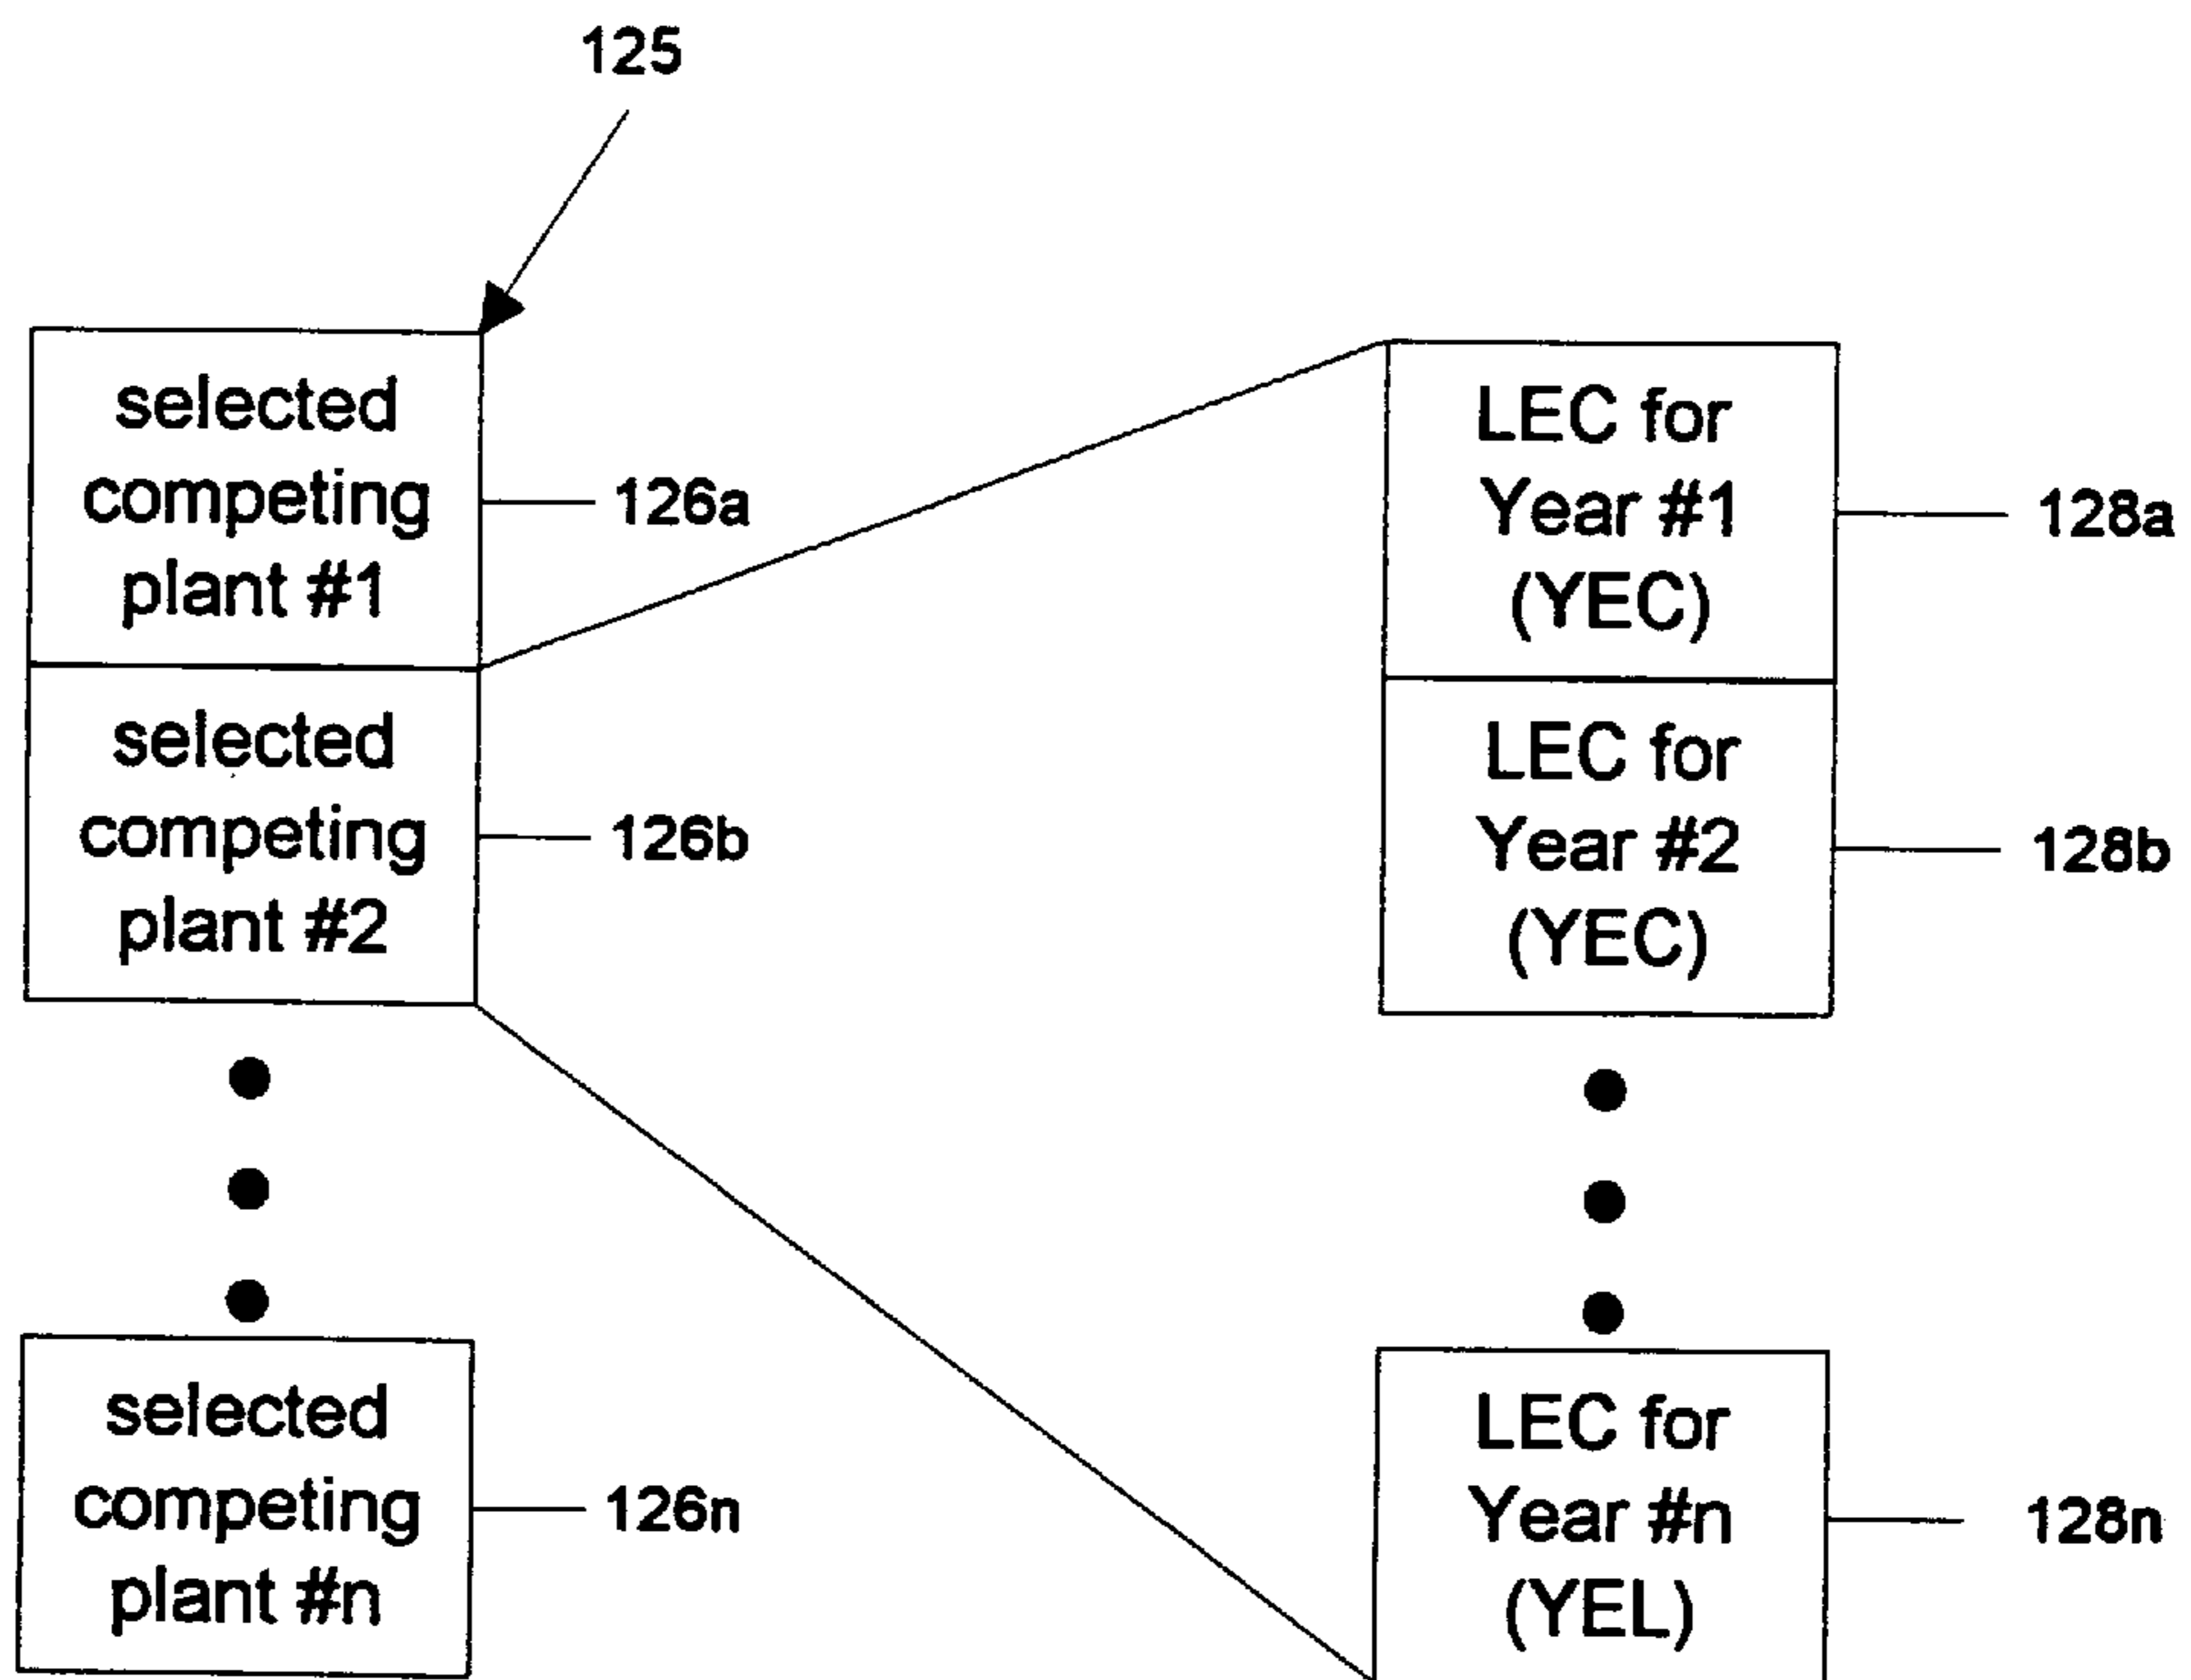 125
selected
competing
plant #1
126a
selected
competing
plant #2
126b
selected
competing
plant #n
126n
LEC for
Year #1
(YEC)
128a
LEC for
Year #2
(YEC)
128b
LEC for
Year #n
(YEL)
128n